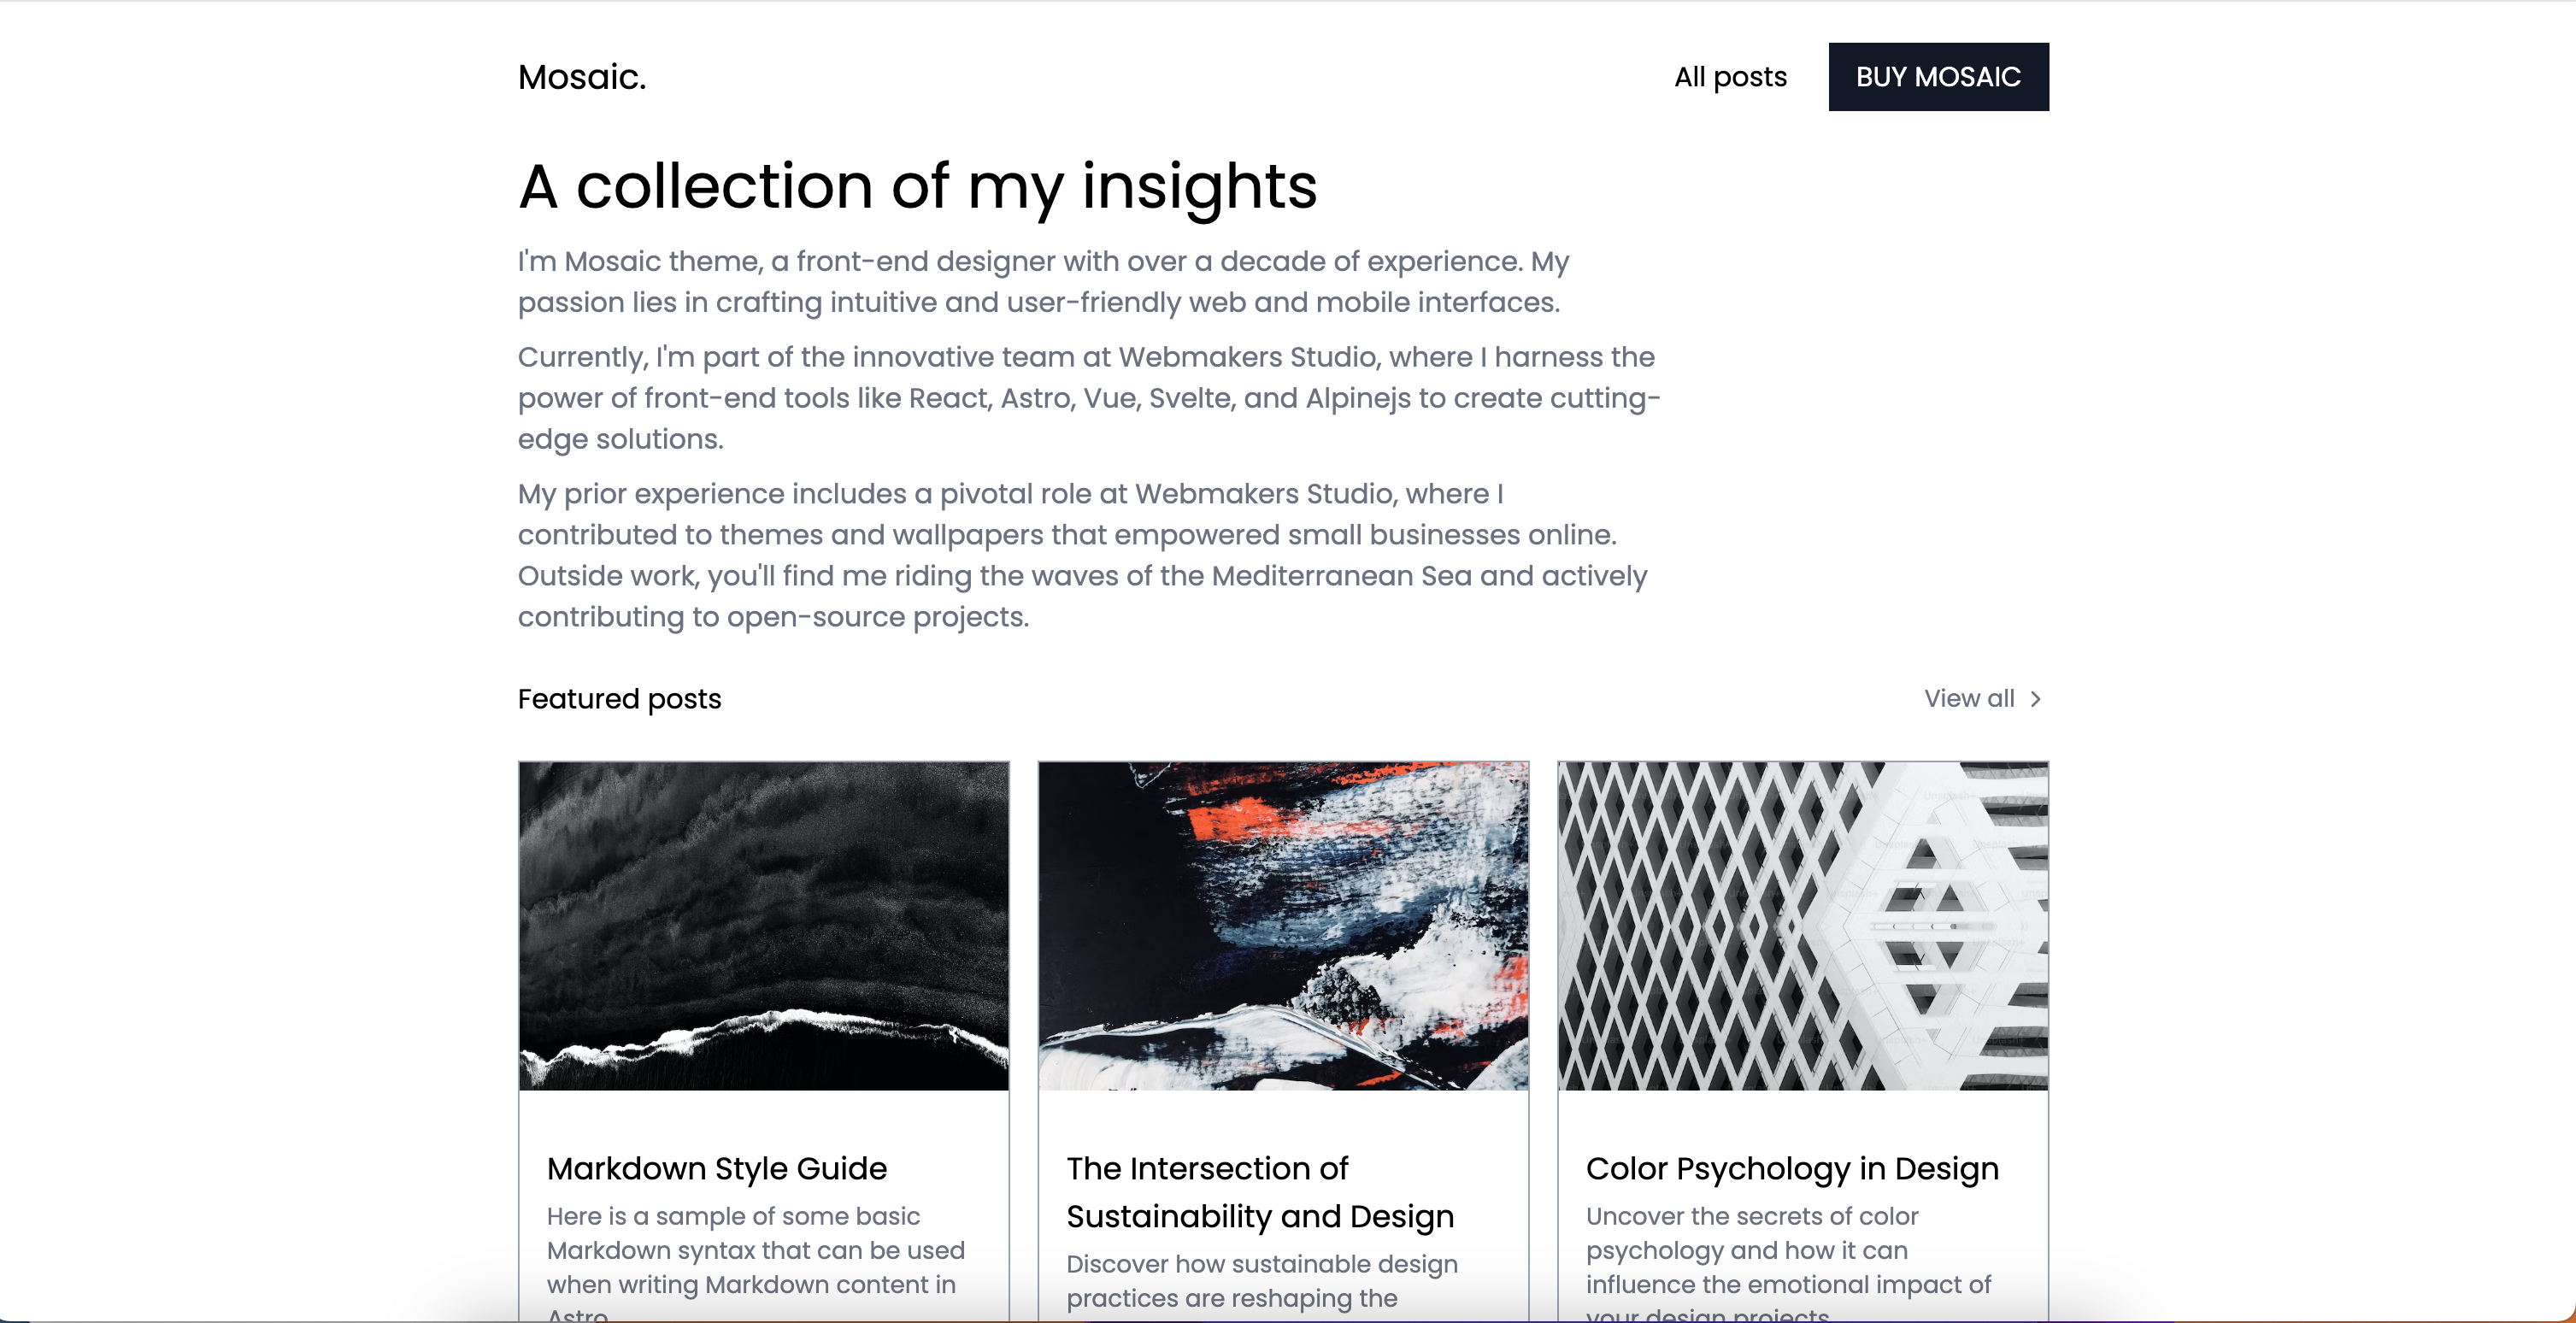 Mosaic.
All posts
BUY MOSAIC
A collection of my insights
I'm Mosaic theme, a front-end designer with over a decade of experience. My
passion lies in crafting intuitive and user-friendly web and mobile interfaces.
Currently, I'm part of the innovative team at Webmakers Studio, where I harness the
power of front-end tools like React, Astro, Vue, Svelte, and Alpinejs to create cutting-
edge solutions.
My prior experience includes a pivotal role at Webmakers Studio, where I
contributed to themes and wallpapers that empowered small businesses online.
Outside work, you'll find me riding the waves of the Mediterranean Sea and actively
contributing to open-source projects.
Featured posts
View all
Markdown Style Guide
Here is a sample of some basic
Markdown syntax that can be used
when writing Markdown content in
Astro
The Intersection of
Sustainability and Design
Discover how sustainable design
practices are reshaping the
Color Psychology in Design
Uncover the secrets of color
psychology and how it can
influence the emotional impact of
your design projects